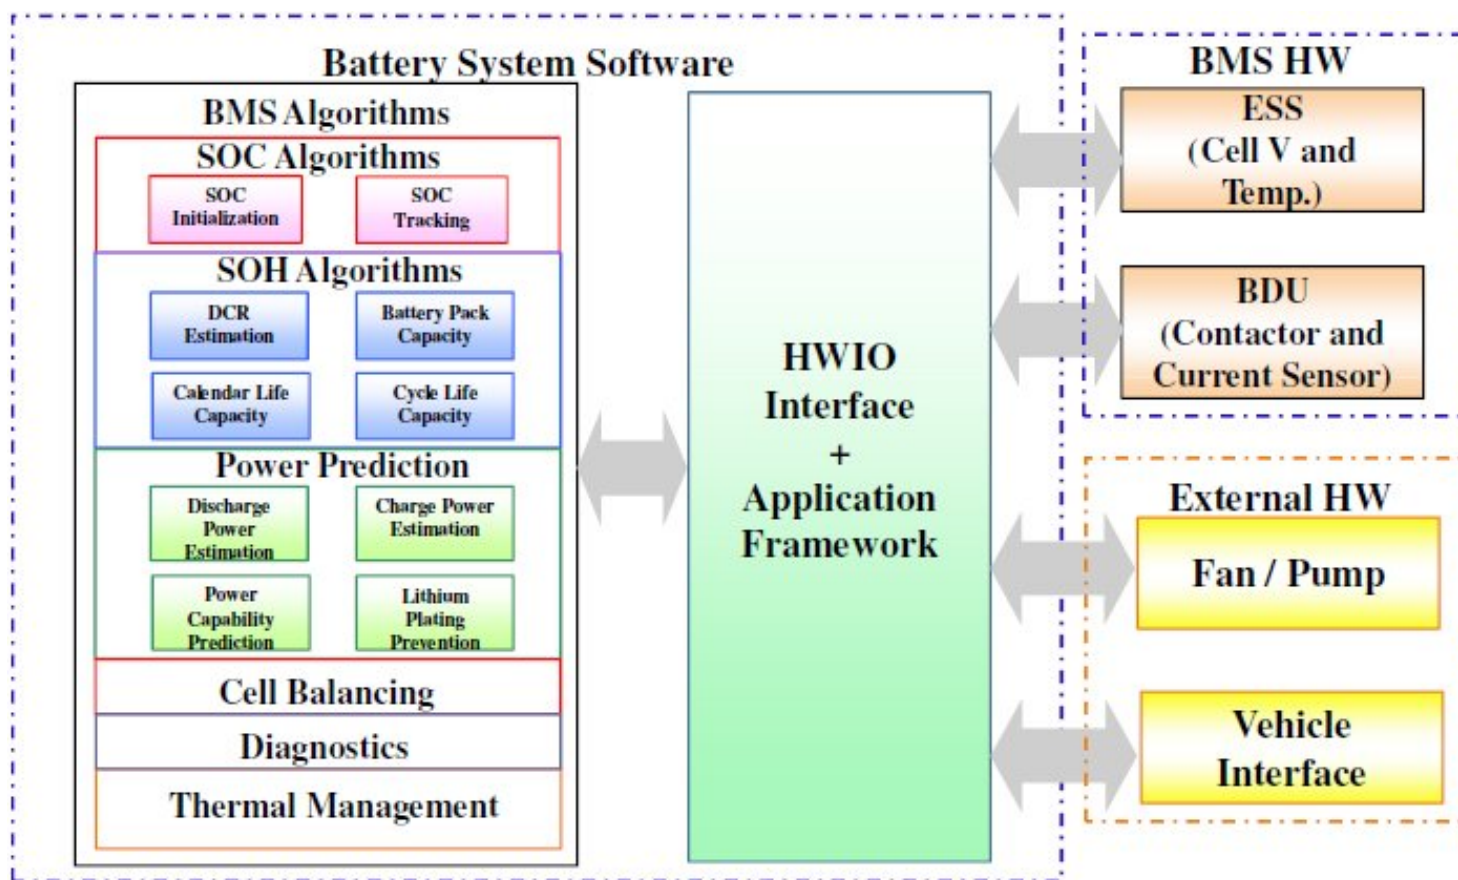 Battery System Software
BMS Algorithms
SOC Algorithms
SOC
Initialization
SOC
Tracking
SOH Algorithms
DCR
Estimation
Battery Pack
Capacity
Calendar Life
Capacity
Cycle Life
Capacity
Power Prediction
Discharge
Power
Estimation
Charge Power
Estimation
Power
Capability
Prediction
Lithium
Plating
Prevention
Cell Balancing
Diagnostics
Thermal Management
HWIO
Interface
+
Application
Framework
BMS HW
ESS
(Cell V and
Temp.)
BDU
(Contactor and
Current Sensor)
External HW
Fan / Pump
Vehicle
Interface